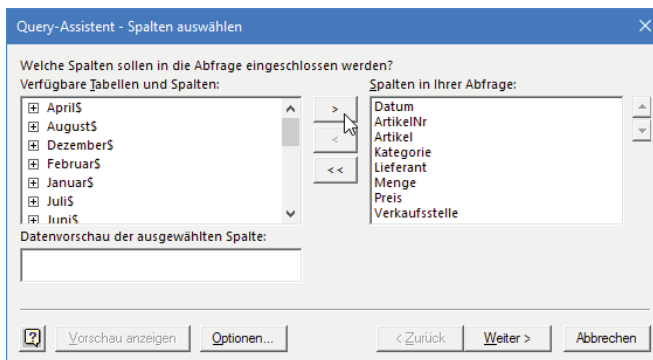 Query-Assistent - Spalten auswählen
Welche Spalten sollen in die Abfrage eingeschlossen werden?
Verfügbare Tabellen und Spalten:
April$
August$
Dezember$
Februar$
Januar$
Juli$
Juni$
>
<
<<
Spalten in Ihrer Abfrage:
Datum
ArtikelNr
Artikel
Kategorie
Lieferant
Menge
Preis
Verkaufsstelle
Datenvorschau der ausgewählten Spalte:
Vorschau anzeigen
Optionen...
< Zurück
Weiter >
Abbrechen